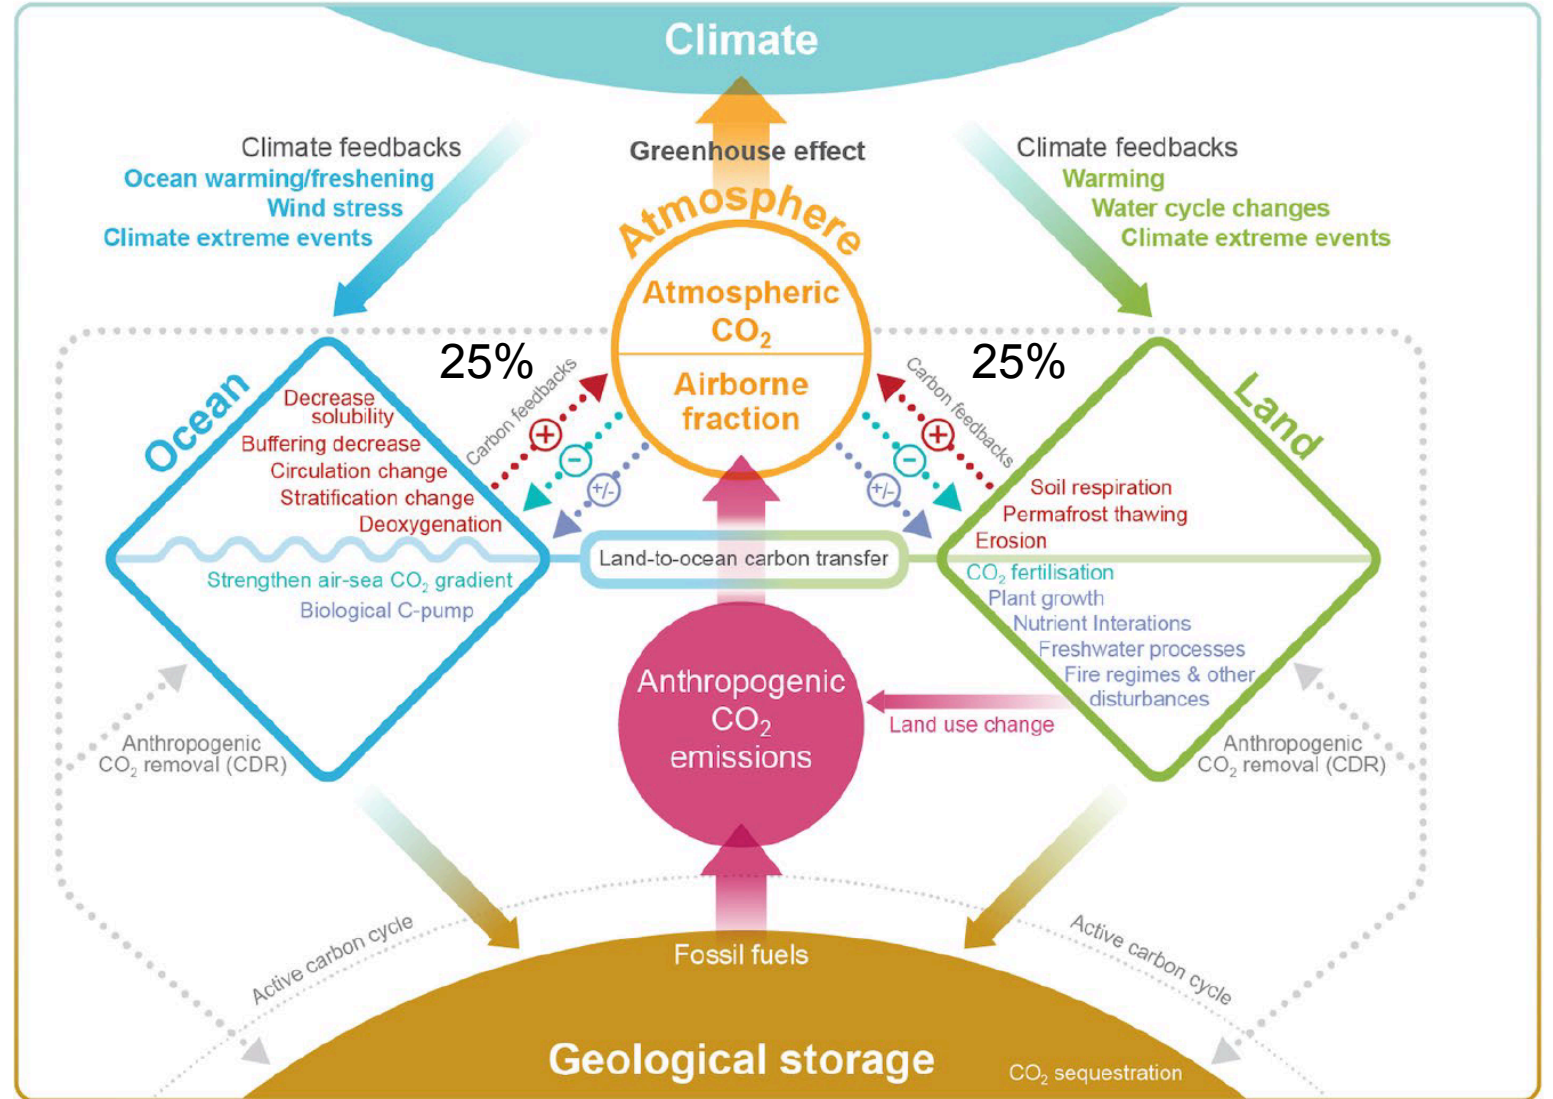 Climate
Greenhouse effect
Climate feedbacks
Ocean warming/freshening
Wind stress
Climate extreme events
Climate feedbacks
Warming
Water cycle changes
Climate extreme events
Atmosphere
Atmospheric
CO₂
Airborne
fraction
25%
25%
Carbon feedbacks
+
−
+/-
Carbon feedbacks
+
−
+/-
Ocean
Decrease
solubility
Buffering decrease
Circulation change
Stratification change
Deoxygenation
Strengthen air-sea CO₂ gradient
Biological C-pump
Land-to-ocean carbon transfer
Land
Soil respiration
Permafrost thawing
Erosion
CO₂ fertilisation
Plant growth
Nutrient Interations
Freshwater processes
Fire regimes & other
disturbances
Anthropogenic
CO₂
emissions
Land use change
Anthropogenic
CO₂ removal (CDR)
Anthropogenic
CO₂ removal (CDR)
Active carbon cycle
Active carbon cycle
Fossil fuels
Geological storage
CO₂ sequestration